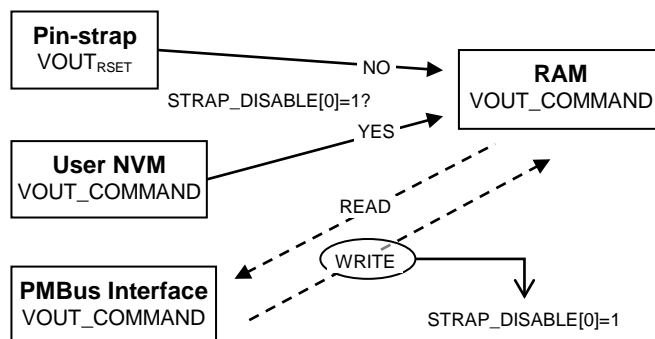 Pin-strap
VOUTRSET
NO
RAM
VOUT_COMMAND
STRAP_DISABLE[0]=1?
YES
User NVM
VOUT_COMMAND
READ
WRITE
PMBus Interface
VOUT_COMMAND
STRAP_DISABLE[0]=1